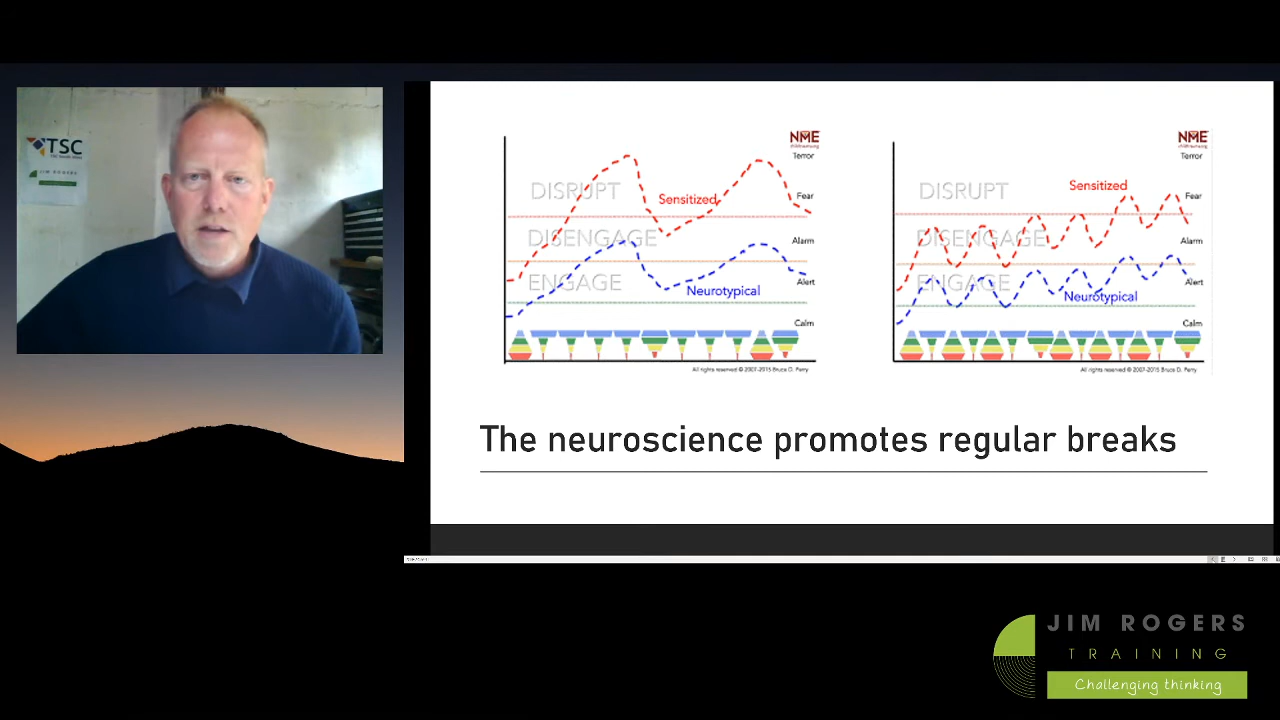 TSC
JIM ROGERS
NME
Terror
DISRUPT
Sensitized
Fear
DISENGAGE
Alarm
ENGAGE
Alert
Neurotypical
Calm
All rights reserved © 2007-2015 Bruce D. Perry
NME
Terror
DISRUPT
Sensitized
Fear
DISENGAGE
Alarm
ENGAGE
Alert
Neurotypical
Calm
All rights reserved © 2007-2015 Bruce D. Perry
The neuroscience promotes regular breaks
JIM ROGERS
TRAINING
Challenging thinking